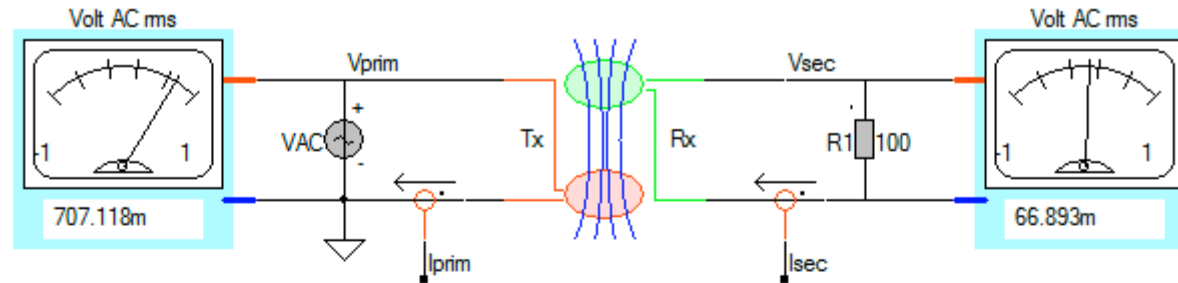 Volt AC rms
Volt AC rms
Vprim
Vsec
+
VAC
-
Tx
Rx
R1 100
-1 1
-1 1
707.118m
66.893m
Iprim
Isec